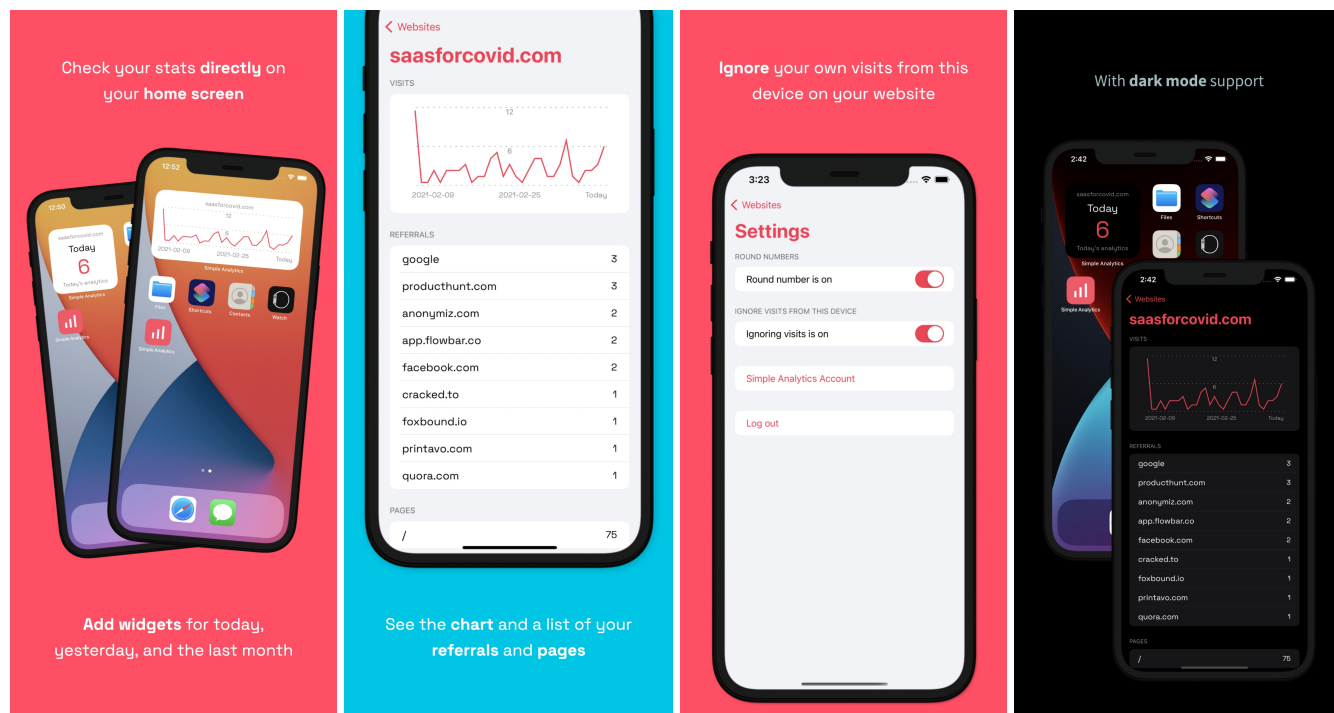 Check your stats directly on
your home screen
12:50
saasforcovid.com
Today
6
Today's analytics
Simple Analytics
Simple Analytics
12:52
saasforcovid.com
12
6
2021-02-09 2021-02-25 Today
Simple Analytics
Files Shortcuts Contacts Watch
Simple Analytics
Add widgets for today,
yesterday, and the last month
Websites
saasforcovid.com
VISITS
12
6
2021-02-09 2021-02-25 Today
REFERRALS
google 3
producthunt.com 3
anonymiz.com 2
app.flowbar.co 2
facebook.com 2
cracked.to 1
foxbound.io 1
printavo.com 1
quora.com 1
PAGES
/ 75
See the chart and a list of your
referrals and pages
Ignore your own visits from this
device on your website
3:23
Websites
Settings
ROUND NUMBERS
Round number is on
IGNORE VISITS FROM THIS DEVICE
Ignoring visits is on
Simple Analytics Account
Log out
With dark mode support
2:42
saasforcovid.com
Today
6
Today's analytics
Simple Analytics
Files Shortcuts
Simple Analytics
2:42
Websites
saasforcovid.com
VISITS
12
6
2021-02-09 2021-02-25 Today
REFERRALS
google 3
producthunt.com 3
anonymiz.com 2
app.flowbar.co 2
facebook.com 2
cracked.to 1
foxbound.io 1
printavo.com 1
quora.com 1
PAGES
/ 75